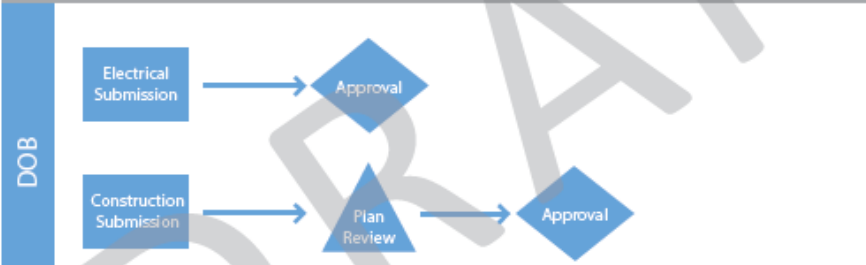 DOB
Electrical
Submission
Approval
Construction
Submission
Plan
Review
Approval